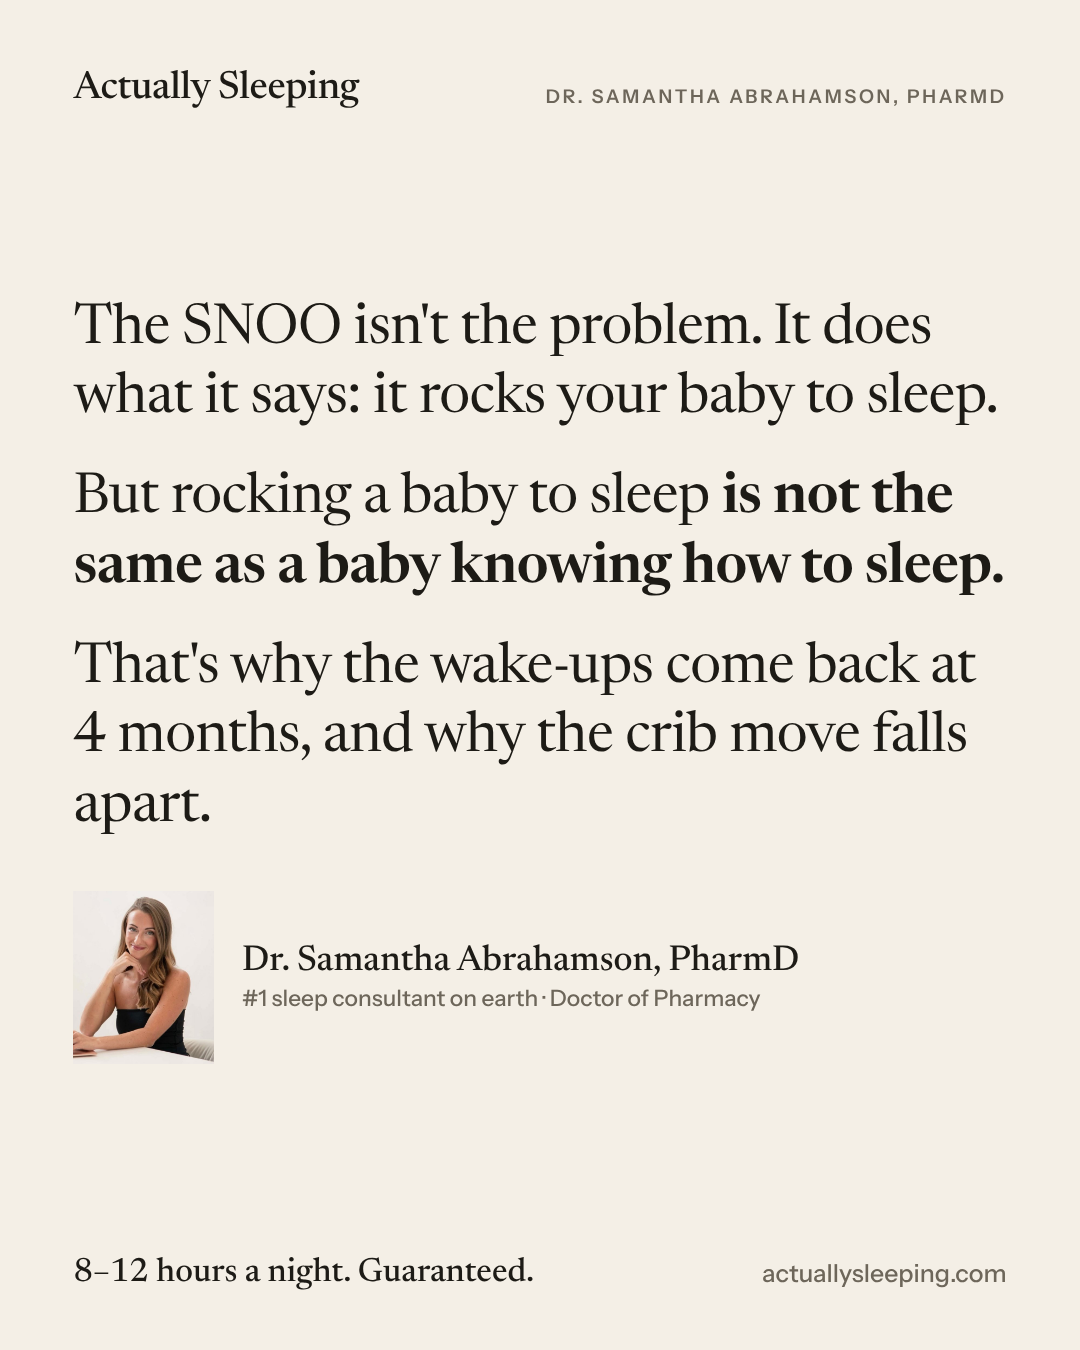 Actually Sleeping
DR. SAMANTHA ABRAHAMSON, PHARMD
The SNOO isn't the problem. It does
what it says: it rocks your baby to sleep.
But rocking a baby to sleep is not the
same as a baby knowing how to sleep.
That's why the wake-ups come back at
4 months, and why the crib move falls
apart.
Dr. Samantha Abrahamson, PharmD
#1 sleep consultant on earth · Doctor of Pharmacy
8–12 hours a night. Guaranteed.
actuallysleeping.com